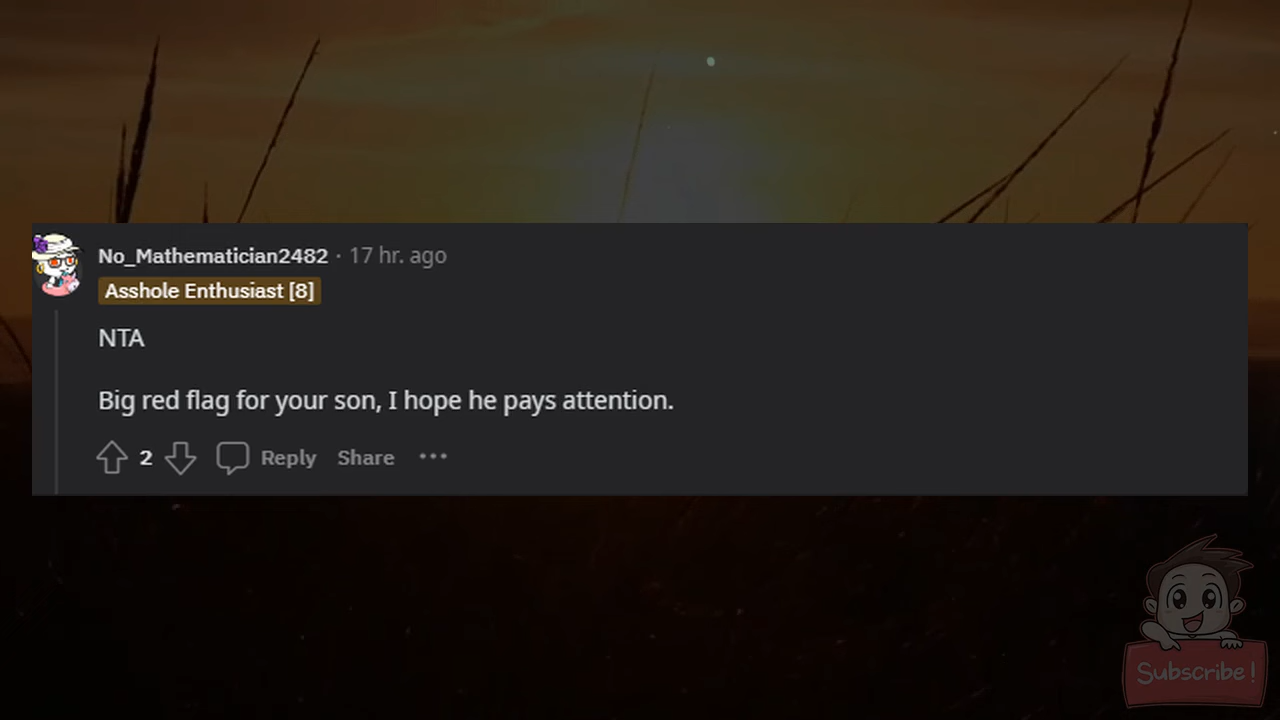 No_Mathematician2482 · 17 hr. ago
Asshole Enthusiast [8]
NTA
Big red flag for your son, I hope he pays attention.
2 Reply Share ···
Subscribe!